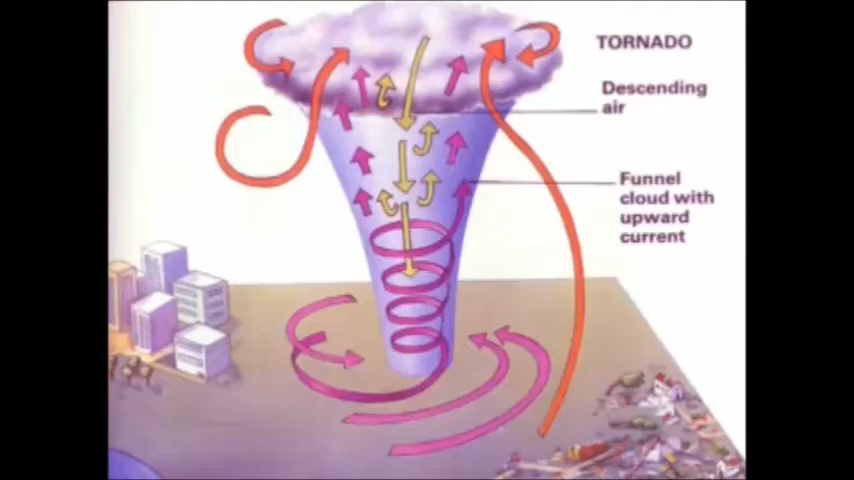 TORNADO
Descending
air
Funnel
cloud with
upward
current